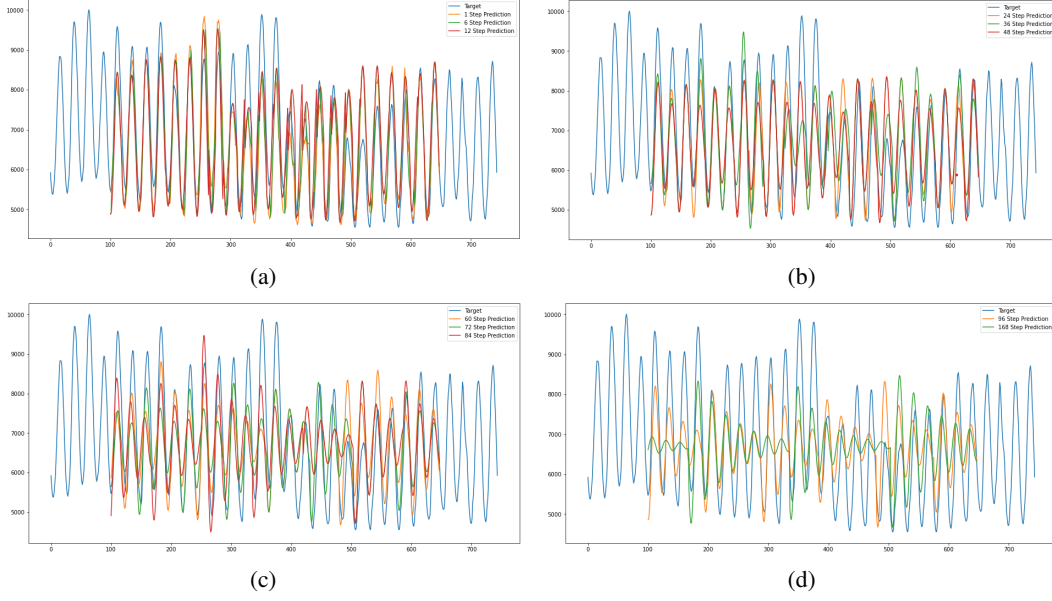 Target
1 Step Prediction
6 Step Prediction
12 Step Prediction
10000
9000
8000
7000
6000
5000
0 100 200 300 400 500 600 700
(a)
Target
24 Step Prediction
36 Step Prediction
48 Step Prediction
10000
9000
8000
7000
6000
5000
0 100 200 300 400 500 600 700
(b)
Target
60 Step Prediction
72 Step Prediction
84 Step Prediction
10000
9000
8000
7000
6000
5000
0 100 200 300 400 500 600 700
(c)
Target
96 Step Prediction
168 Step Prediction
10000
9000
8000
7000
6000
5000
0 100 200 300 400 500 600 700
(d)